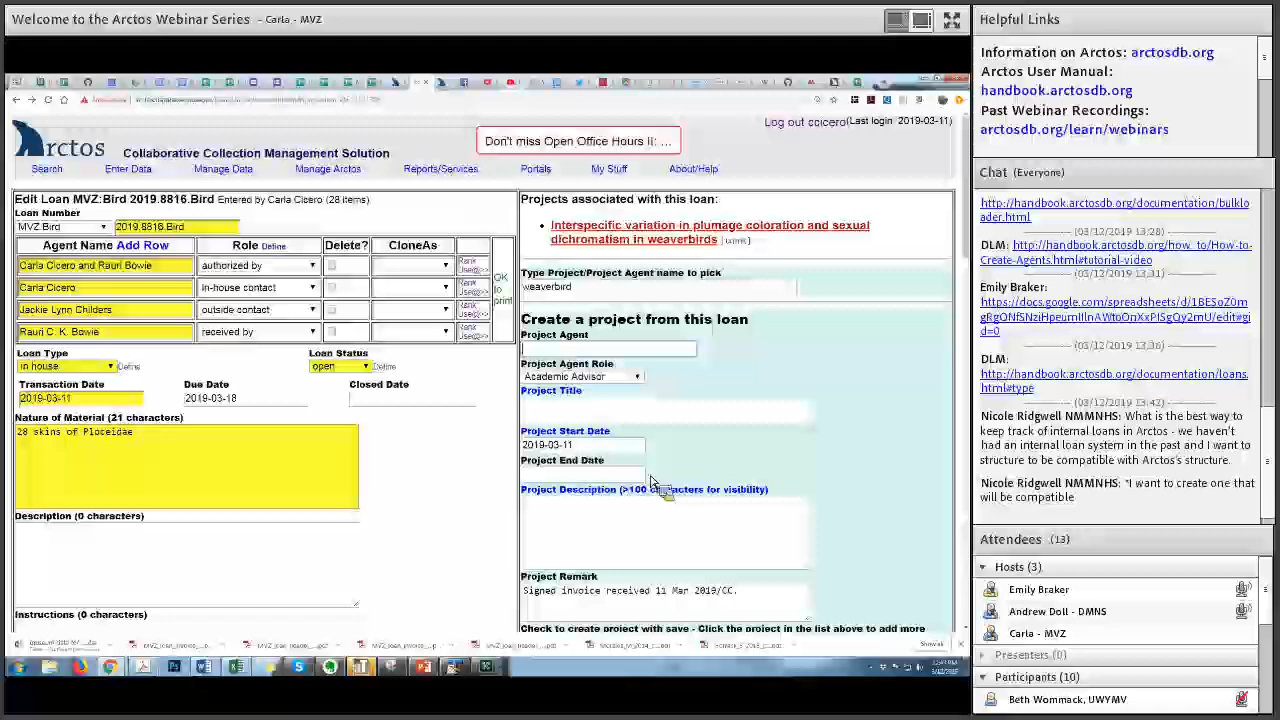 Welcome to the Arctos Webinar Series - Carla - MVZ
Log out ccicero(Last login: 2019-03-11)
Don't miss Open Office Hours II: ...
Arctos
Collaborative Collection Management Solution
Search Enter Data Manage Data Manage Arctos Reports/Services Portals My Stuff About/Help
Edit Loan MVZ:Bird 2019.8816.Bird Entered by Carla Cicero (28 items)
Loan Number
MVZ:Bird 2019.8816.Bird
Agent Name Add Row Role Define Delete? CloneAs
Carla Cicero and Rauri Bowie authorized by
Carla Cicero in-house contact
Jackie Lynn Childers outside contact
Rauri C. K. Bowie received by
OK to print
Loan Type Loan Status
in house Define open Define
Transaction Date Due Date Closed Date
2019-03-11 2019-03-18
Nature of Material (21 characters)
28 skins of Ploceidae
Description (0 characters)
Instructions (0 characters)
Projects associated with this loan:
Interspecific variation in plumage coloration and sexual
dichromatism in weaverbirds
Type Project/Project Agent name to pick
weaverbird
Create a project from this loan
Project Agent
Project Agent Role
Academic Advisor
Project Title
Project Start Date
2019-03-11
Project End Date
Project Description (>100 characters for visibility)
Project Remark
Signed invoice received 11 Mar 2019/CC.
Check to create project with save - Click the project in the list above to add more
Helpful Links
Information on Arctos: arctosdb.org
Arctos User Manual:
handbook.arctosdb.org
Past Webinar Recordings:
arctosdb.org/learn/webinars
Chat (Everyone)
http://handbook.arctosdb.org/documentation/bulklo
ader.html
(03/12/2019 13:28)
DLM: http://handbook.arctosdb.org/how_to/How-to-
Create-Agents.html#tutorial-video
(03/12/2019 13:31)
Emily Braker:
(03/12/2019 13:36)
DLM:
http://handbook.arctosdb.org/documentation/loans.
html#type
(03/12/2019 13:42)
Nicole Ridgwell NMMNHS: What is the best way to
keep track of internal loans in Arctos - we haven't
had an internal loan system in the past and I want to
structure to be compatible with Arctos's structure.
Nicole Ridgwell NMMNHS: *I want to create one that
will be compatible
Attendees (13)
Hosts (3)
Emily Braker
Andrew Doll - DMNS
Carla - MVZ
Presenters (0)
Participants (10)
Beth Wommack, UWYMV